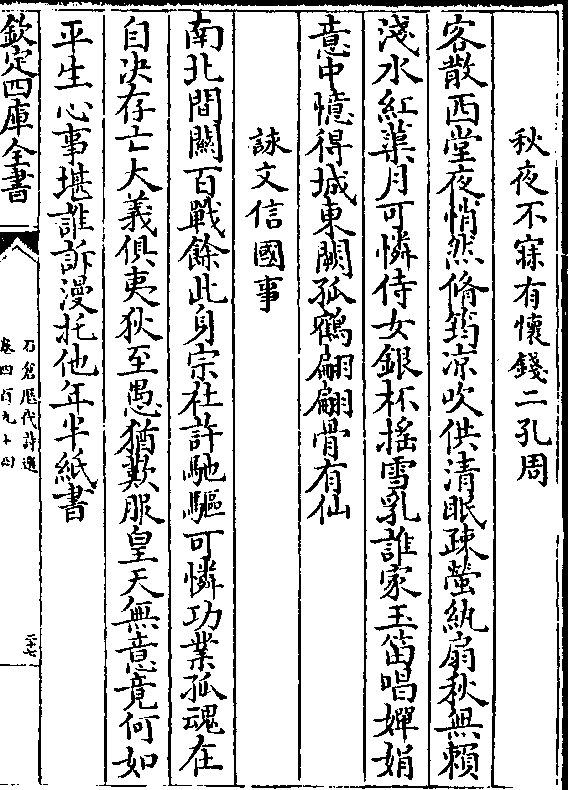 秋夜不寐有懷錢二孔周
客散西堂夜悄然脩筠凉吹供清眠疎螢紈扇秋無賴
淺水紅蕖月可憐侍女銀杯摇雪乳誰家玉笛唱嬋娟
意中憶得城東闕孤鶴翩翩骨有仙
詠文信國事
南北間關百戰餘此身宗社許馳驅可憐功業孤魂在
自决存亡大義俱夷狄至愚猶歎服皇天無意竟何如
平生心事堪誰訴漫托他年半紙書
欽定四庫全書
石倉歷代詩選
卷四百九十四
二七